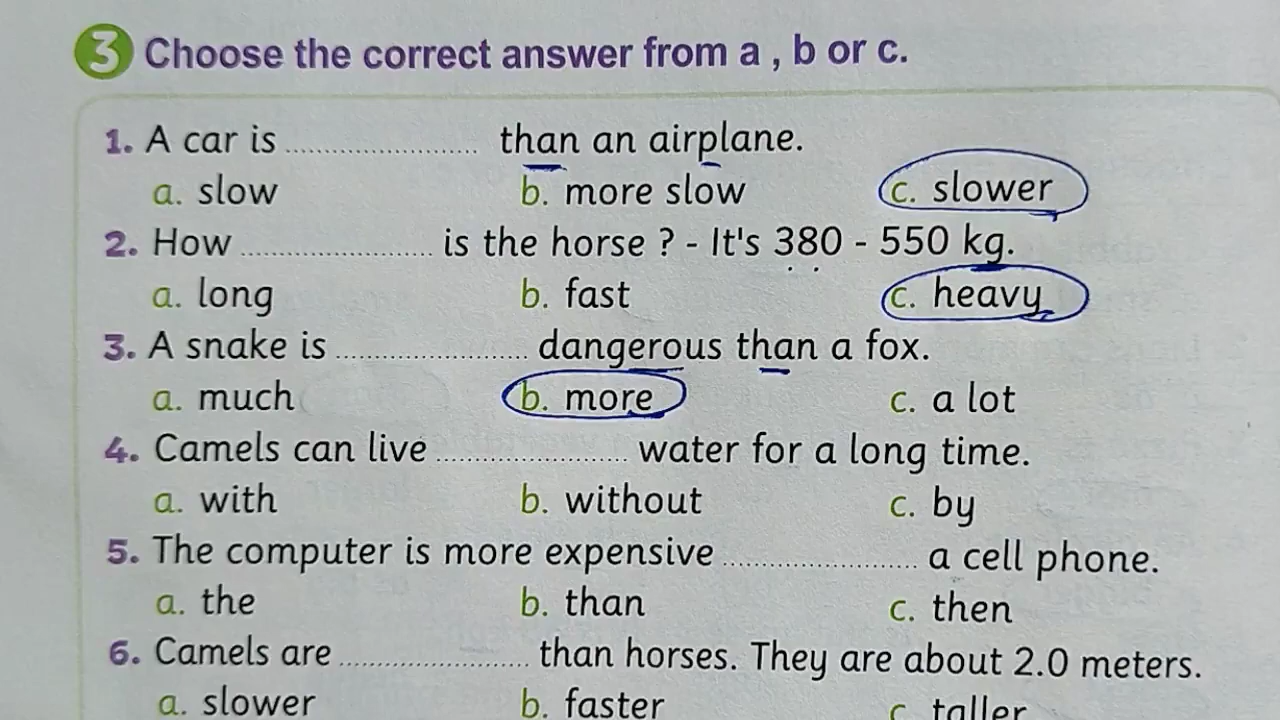 3 Choose the correct answer from a , b or c.
1. A car is ........................ than an airplane.
a. slow b. more slow c. slower
2. How ........................ is the horse ? - It's 380 - 550 kg.
a. long b. fast c. heavy
3. A snake is ........................ dangerous than a fox.
a. much b. more c. a lot
4. Camels can live ........................ water for a long time.
a. with b. without c. by
5. The computer is more expensive ........................ a cell phone.
a. the b. than c. then
6. Camels are ........................ than horses. They are about 2.0 meters.
a. slower b. faster c. taller